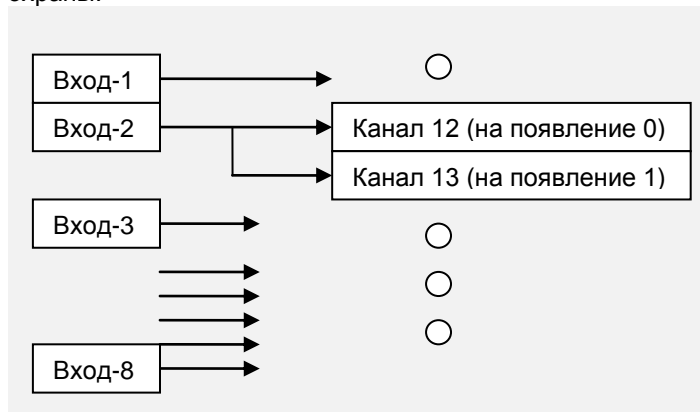 Вход-1
Вход-2
Канал 12 (на появление 0)
Канал 13 (на появление 1)
Вход-3
Вход-8